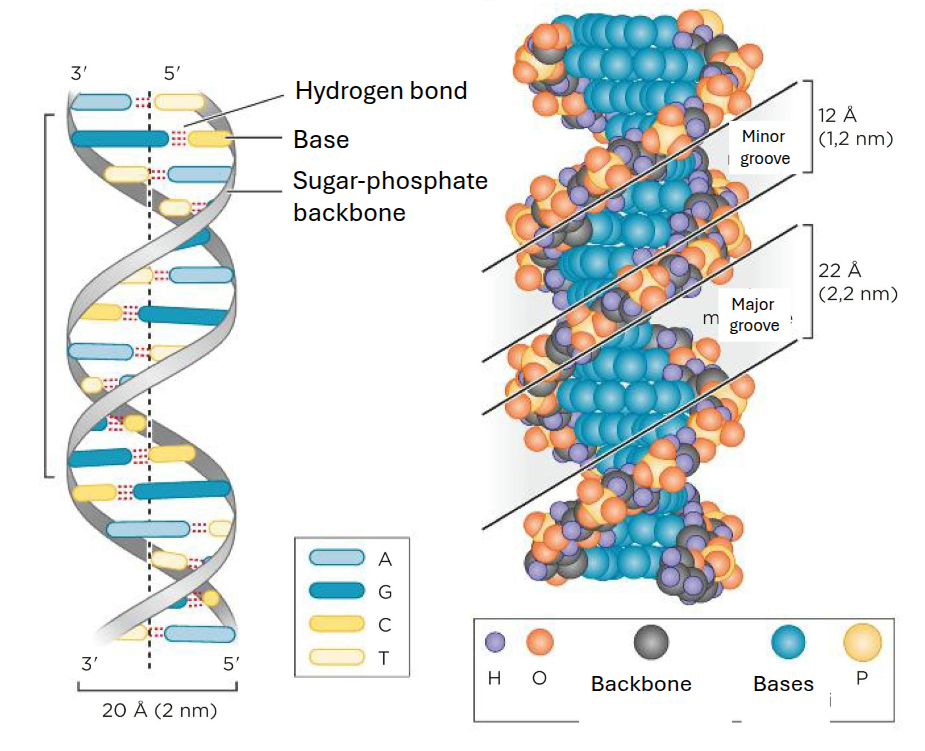 3′ 5′
Hydrogen bond
Base
Sugar-phosphate
backbone
3′ 5′
20 Å (2 nm)
A
G
C
T
Minor
groove
12 Å
(1,2 nm)
Major
groove
22 Å
(2,2 nm)
H O Backbone Bases P